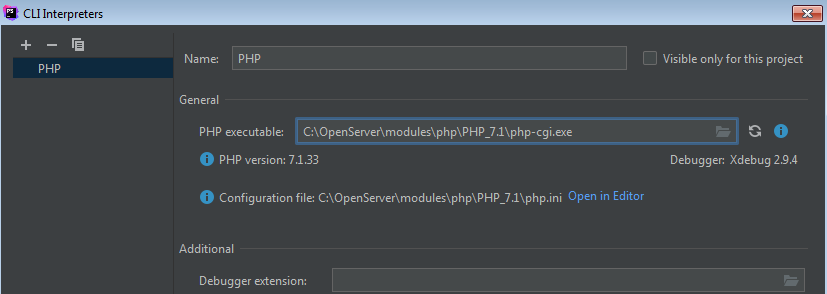 PS CLI Interpreters
PHP
Name: PHP Visible only for this project
General
PHP executable: C:\OpenServer\modules\php\PHP_7.1\php-cgi.exe
PHP version: 7.1.33 Debugger: Xdebug 2.9.4
Configuration file: C:\OpenServer\modules\php\PHP_7.1\php.ini Open in Editor
Additional
Debugger extension: